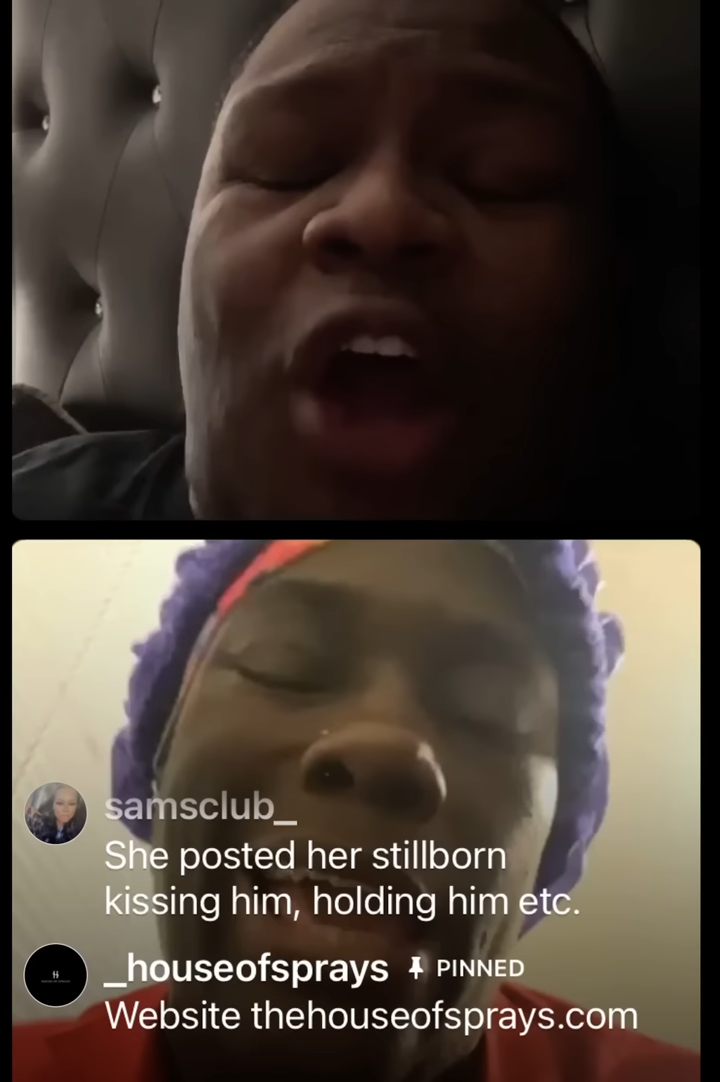 samsclub_
She posted her stillborn
kissing him, holding him etc.
_houseofsprays PINNED
Website thehouseofsprays.com